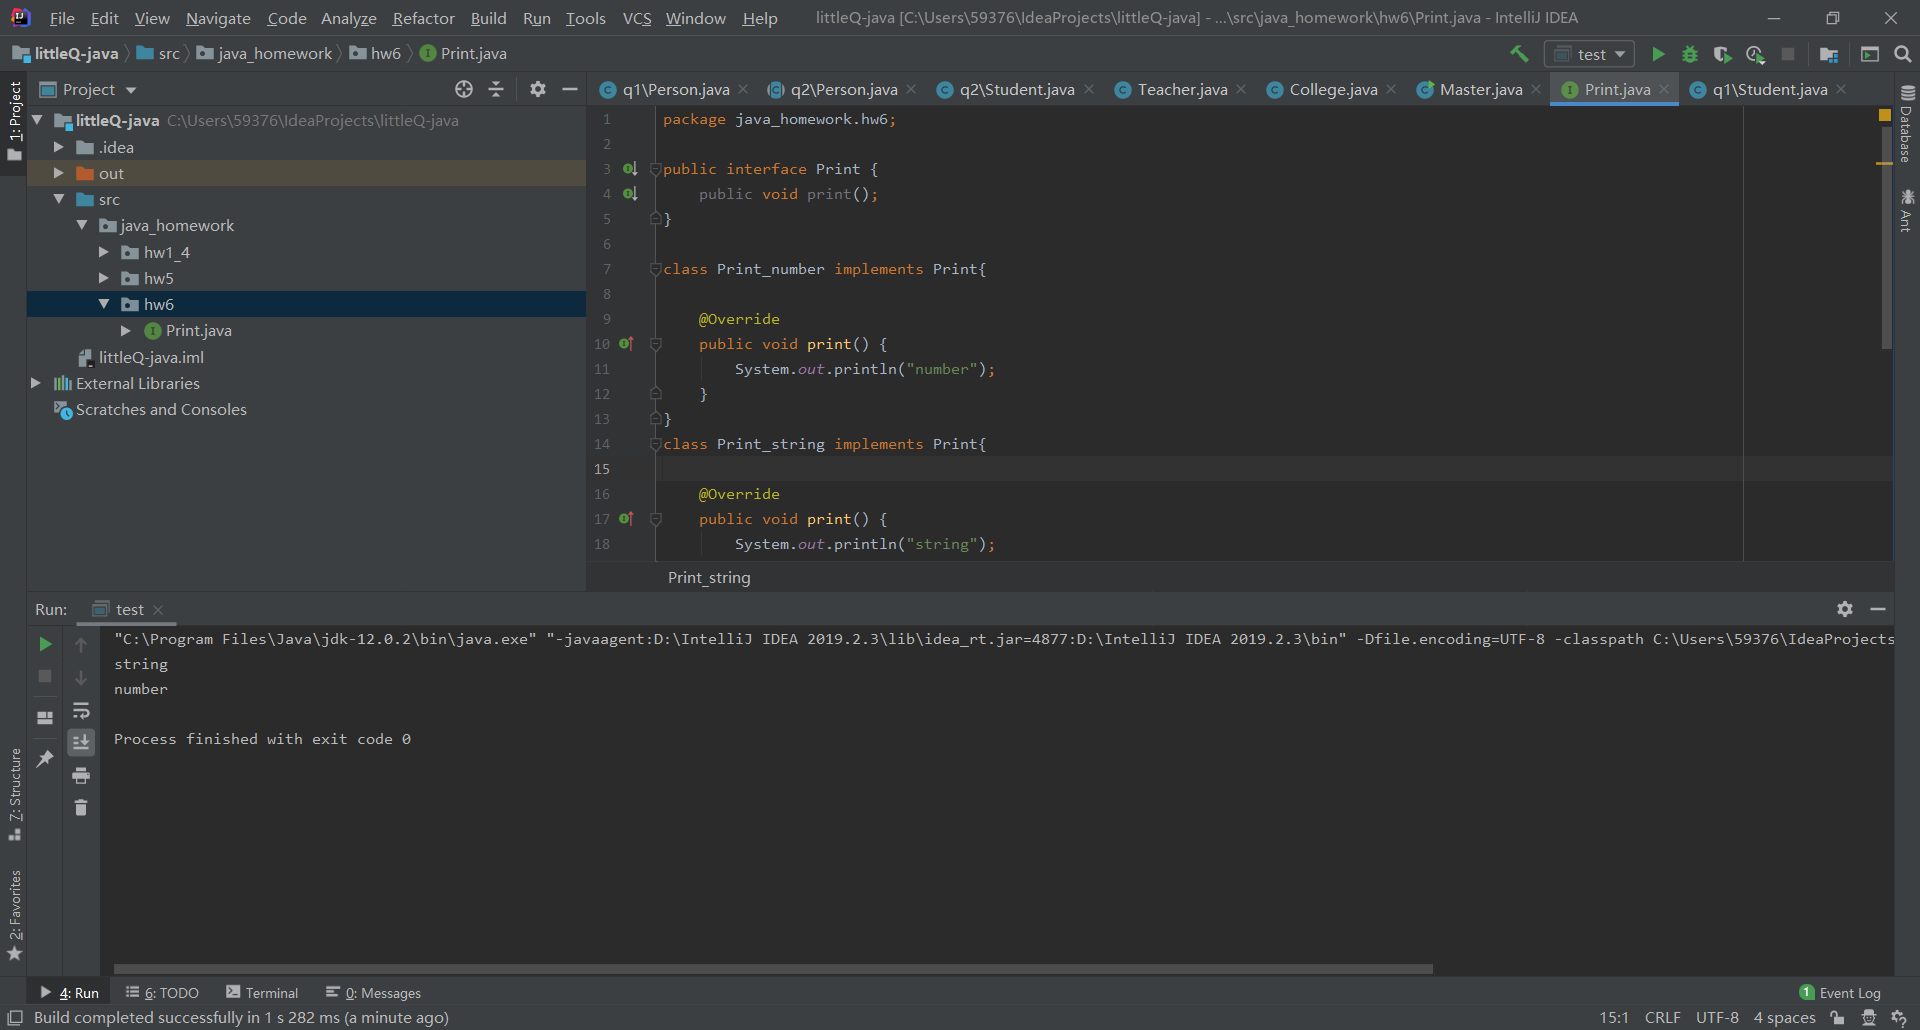 File Edit View Navigate Code Analyze Refactor Build Run Tools VCS Window Help littleQ-java [C:\Users\59376\IdeaProjects\littleQ-java] - ...\src\java_homework\hw6\Print.java - IntelliJ IDEA
littleQ-java src java_homework hw6 Print.java test
1: Project
Project
q1\Person.java q2\Person.java q2\Student.java Teacher.java College.java Master.java Print.java q1\Student.java
littleQ-java C:\Users\59376\IdeaProjects\littleQ-java
.idea
out
src
java_homework
hw1_4
hw5
hw6
Print.java
littleQ-java.iml
External Libraries
Scratches and Consoles
1 package java_homework.hw6;
2
3 public interface Print {
4 public void print();
5 }
6
7 class Print_number implements Print{
8
9 @Override
10 public void print() {
11 System.out.println("number");
12 }
13 }
14 class Print_string implements Print{
15
16 @Override
17 public void print() {
18 System.out.println("string");
Print_string
Database
Ant
Run: test
"C:\Program Files\Java\jdk-12.0.2\bin\java.exe" "-javaagent:D:\IntelliJ IDEA 2019.2.3\lib\idea_rt.jar=4877:D:\IntelliJ IDEA 2019.2.3\bin" -Dfile.encoding=UTF-8 -classpath C:\Users\59376\IdeaProjects
string
number
Process finished with exit code 0
7: Structure
2: Favorites
4: Run 6: TODO Terminal 0: Messages 1 Event Log
Build completed successfully in 1 s 282 ms (a minute ago) 15:1 CRLF UTF-8 4 spaces